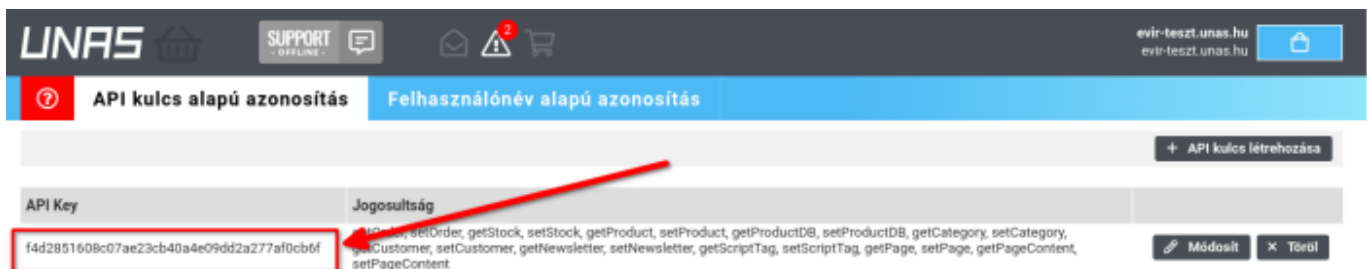 UNAS
SUPPORT
- OFFLINE -
2
evir-teszt.unas.hu
evir-teszt.unas.hu
?
API kulcs alapú azonosítás
Felhasználónév alapú azonosítás
+ API kulcs létrehozása
API Key
Jogosultság
f4d2851608c07ae23cb40a4e09dd2a277af0cb6f
getOrder, setOrder, getStock, setStock, getProduct, setProduct, getProductDB, setProductDB, getCategory, setCategory,
getCustomer, setCustomer, getNewsletter, setNewsletter, getScriptTag, setScriptTag, getPage, setPage, getPageContent,
setPageContent
Módosít
× Töröl